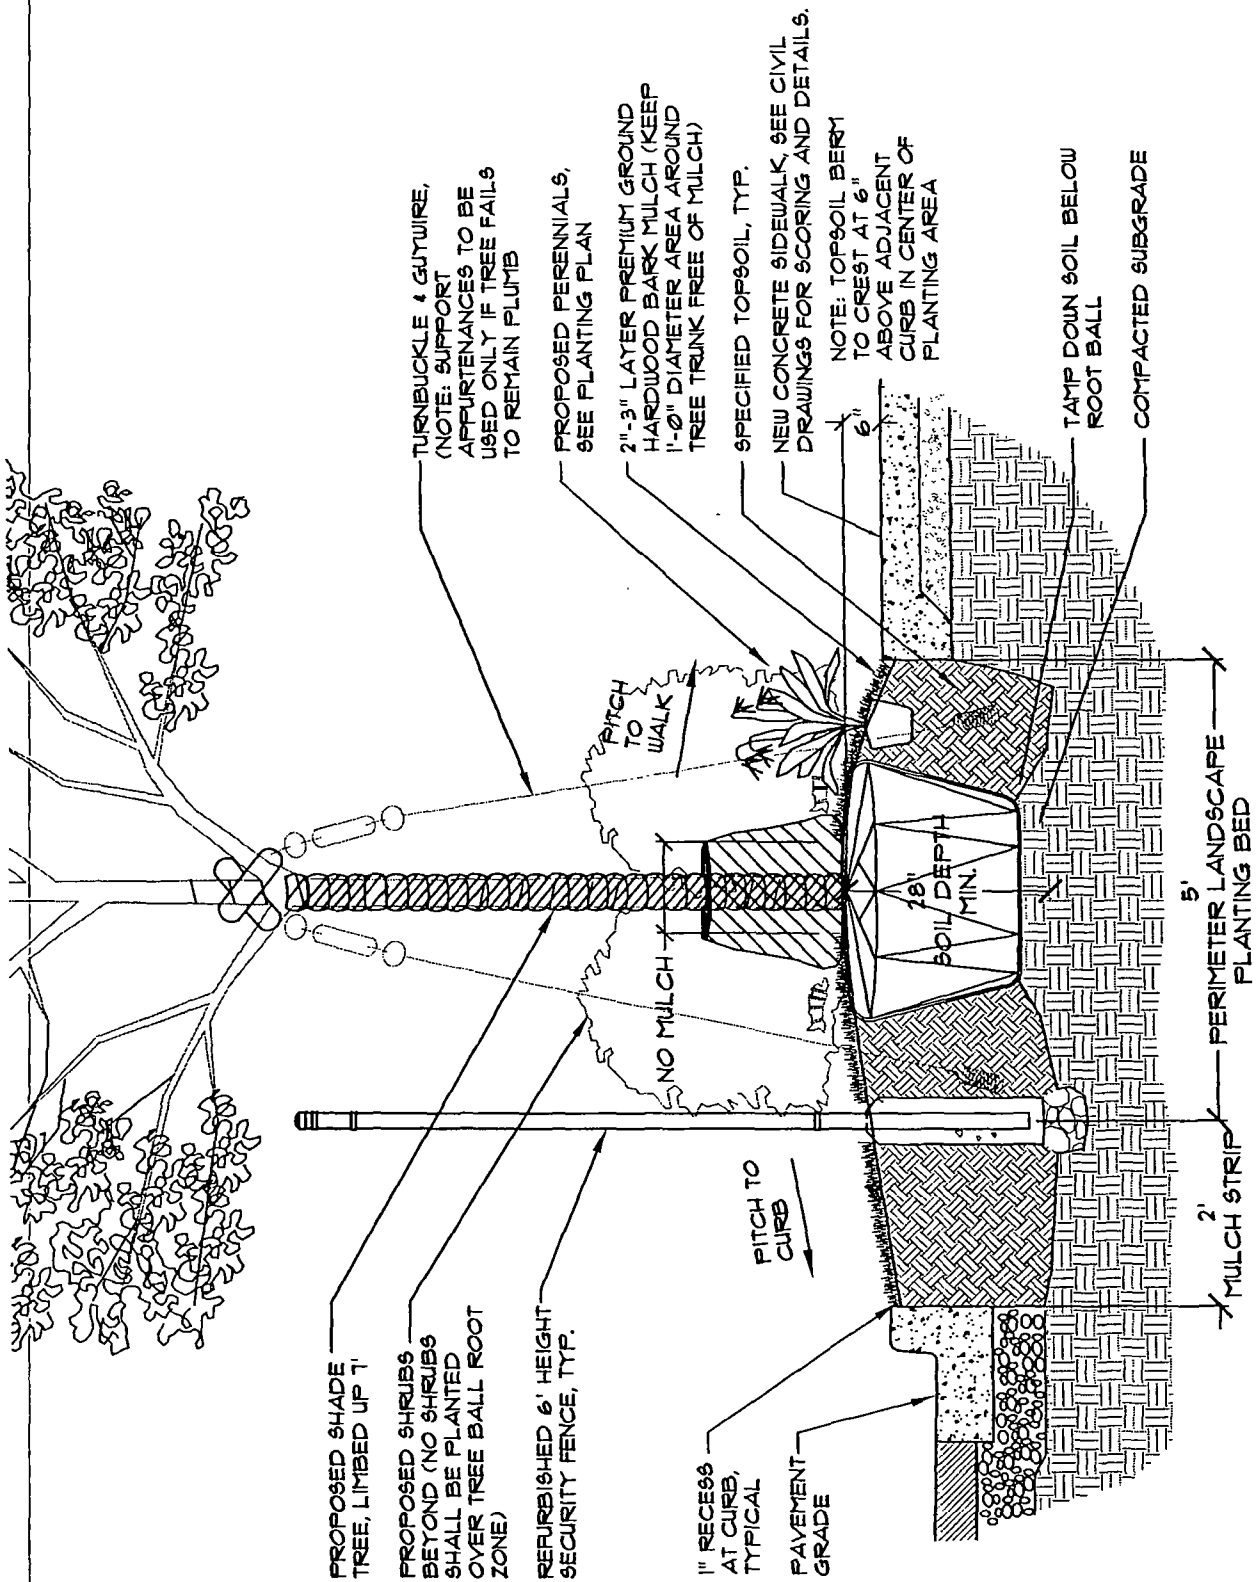 TURNBUCKLE & GUYWIRE,
(NOTE: SUPPORT
APPURTENANCES TO BE
USED ONLY IF TREE FAILS
TO REMAIN PLUMB
PROPOSED PERENNIALS,
SEE PLANTING PLAN
2"-3" LAYER PREMIUM GROUND
HARDWOOD BARK MULCH (KEEP
1'-0" DIAMETER AREA AROUND
TREE TRUNK FREE OF MULCH)
SPECIFIED TOPSOIL, TYP.
NEW CONCRETE SIDEWALK, SEE CIVIL
DRAWINGS FOR SCORING AND DETAILS.
NOTE: TOPSOIL BERM
TO CREST AT 6"
ABOVE ADJACENT
CURB IN CENTER OF
PLANTING AREA
6"
TAMP DOWN SOIL BELOW
ROOT BALL
COMPACTED SUBGRADE
PITCH
TO
WALK
NO MULCH
28"
SOIL DEPTH
MIN.
PROPOSED SHADE
TREE, LIMBED UP 7'
PROPOSED SHRUBS
BEYOND (NO SHRUBS
SHALL BE PLANTED
OVER TREE BALL ROOT
ZONE)
REFURBISHED 6' HEIGHT
SECURITY FENCE, TYP.
PITCH TO
CURB
1" RECESS
AT CURB,
TYPICAL
PAVEMENT
GRADE
2'
MULCH STRIP
5'
PERIMETER LANDSCAPE
PLANTING BED